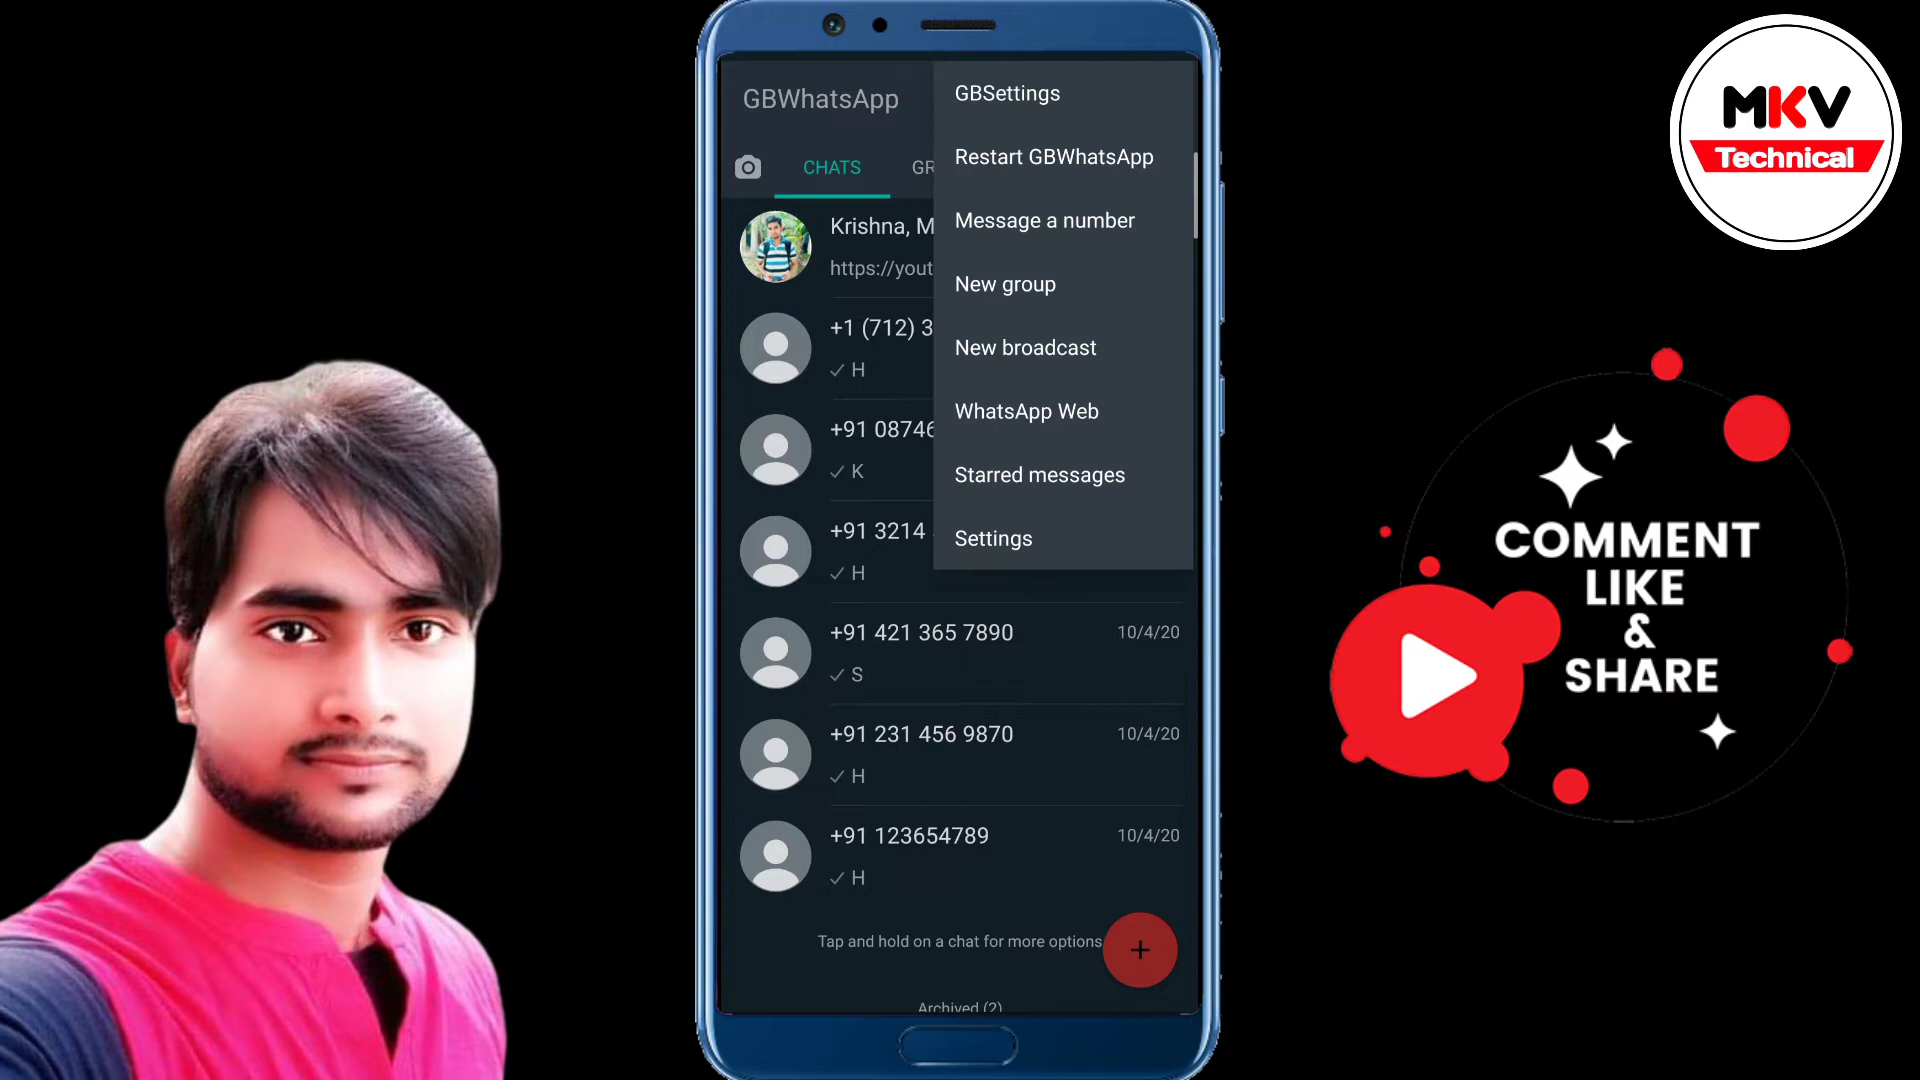 GBWhatsApp
CHATS
GR
Krishna, M
https://yout
+1 (712) 3
H
+91 08746
K
+91 3214
H
+91 421 365 7890
10/4/20
S
+91 231 456 9870
10/4/20
H
+91 123654789
10/4/20
H
Tap and hold on a chat for more options
Archived (2)
GBSettings
Restart GBWhatsApp
Message a number
New group
New broadcast
WhatsApp Web
Starred messages
Settings
MKV
Technical
COMMENT
LIKE
&
SHARE